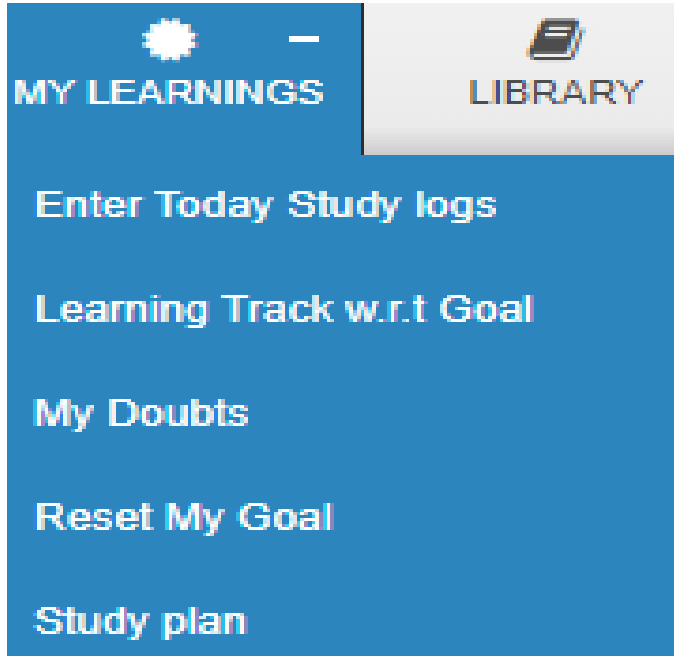 MY LEARNINGS
LIBRARY
Enter Today Study logs
Learning Track w.r.t Goal
My Doubts
Reset My Goal
Study plan